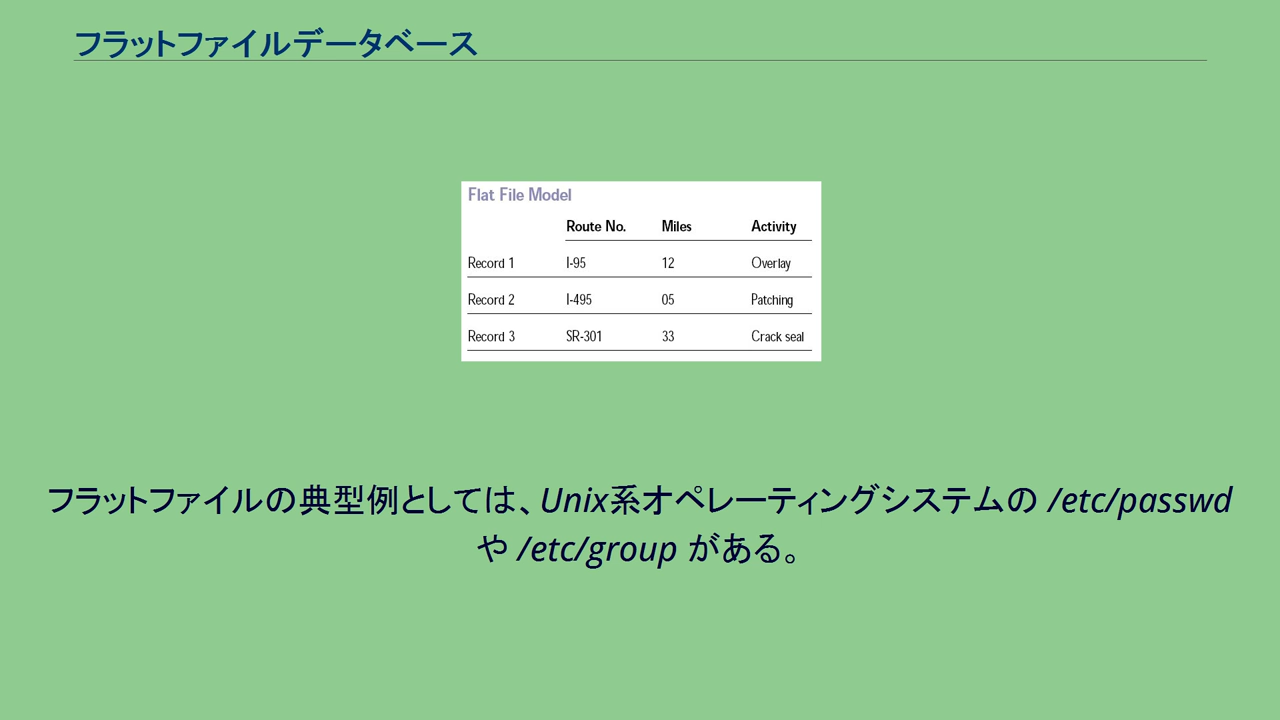 フラットファイルデータベース
Flat File Model
Route No. Miles Activity
Record 1 I-95 12 Overlay
Record 2 I-495 05 Patching
Record 3 SR-301 33 Crack seal
フラットファイルの典型例としては、Unix系オペレーティングシステムの /etc/passwd
や /etc/group がある。